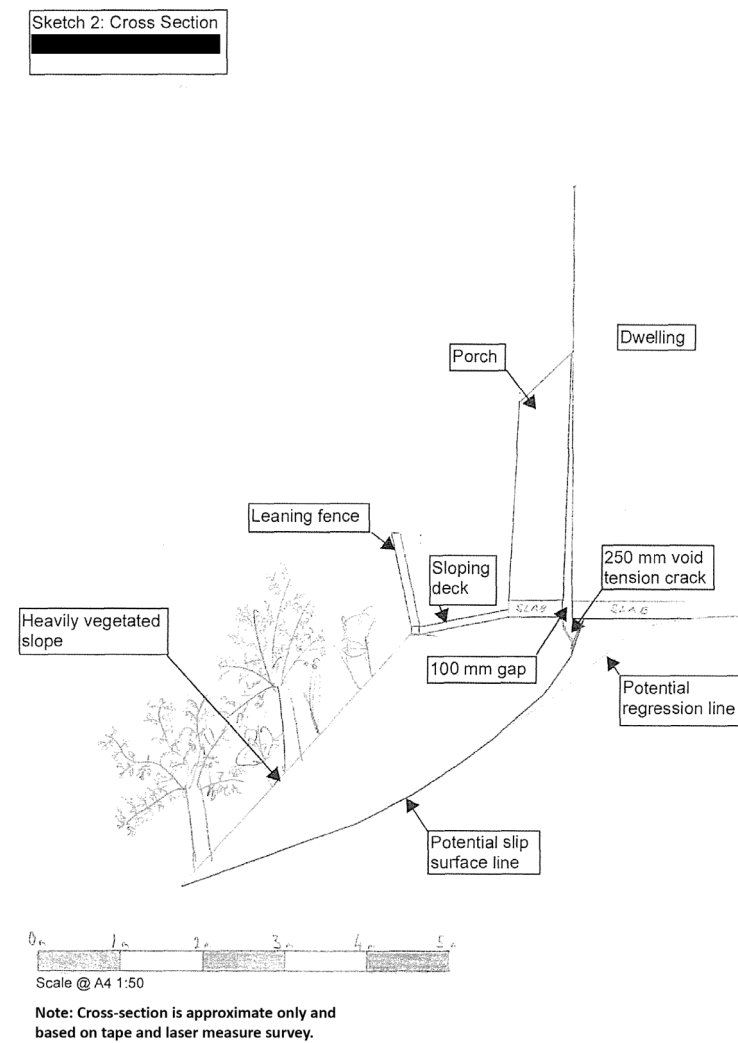 Sketch 2: Cross Section
Dwelling
Porch
Leaning fence
Sloping
deck
250 mm void
tension crack
SLAB
SLAB
Heavily vegetated
slope
100 mm gap
Potential
regression line
Potential slip
surface line
0m 1m 2m 3m 4m 5m
Scale @ A4 1:50
Note: Cross-section is approximate only and
based on tape and laser measure survey.